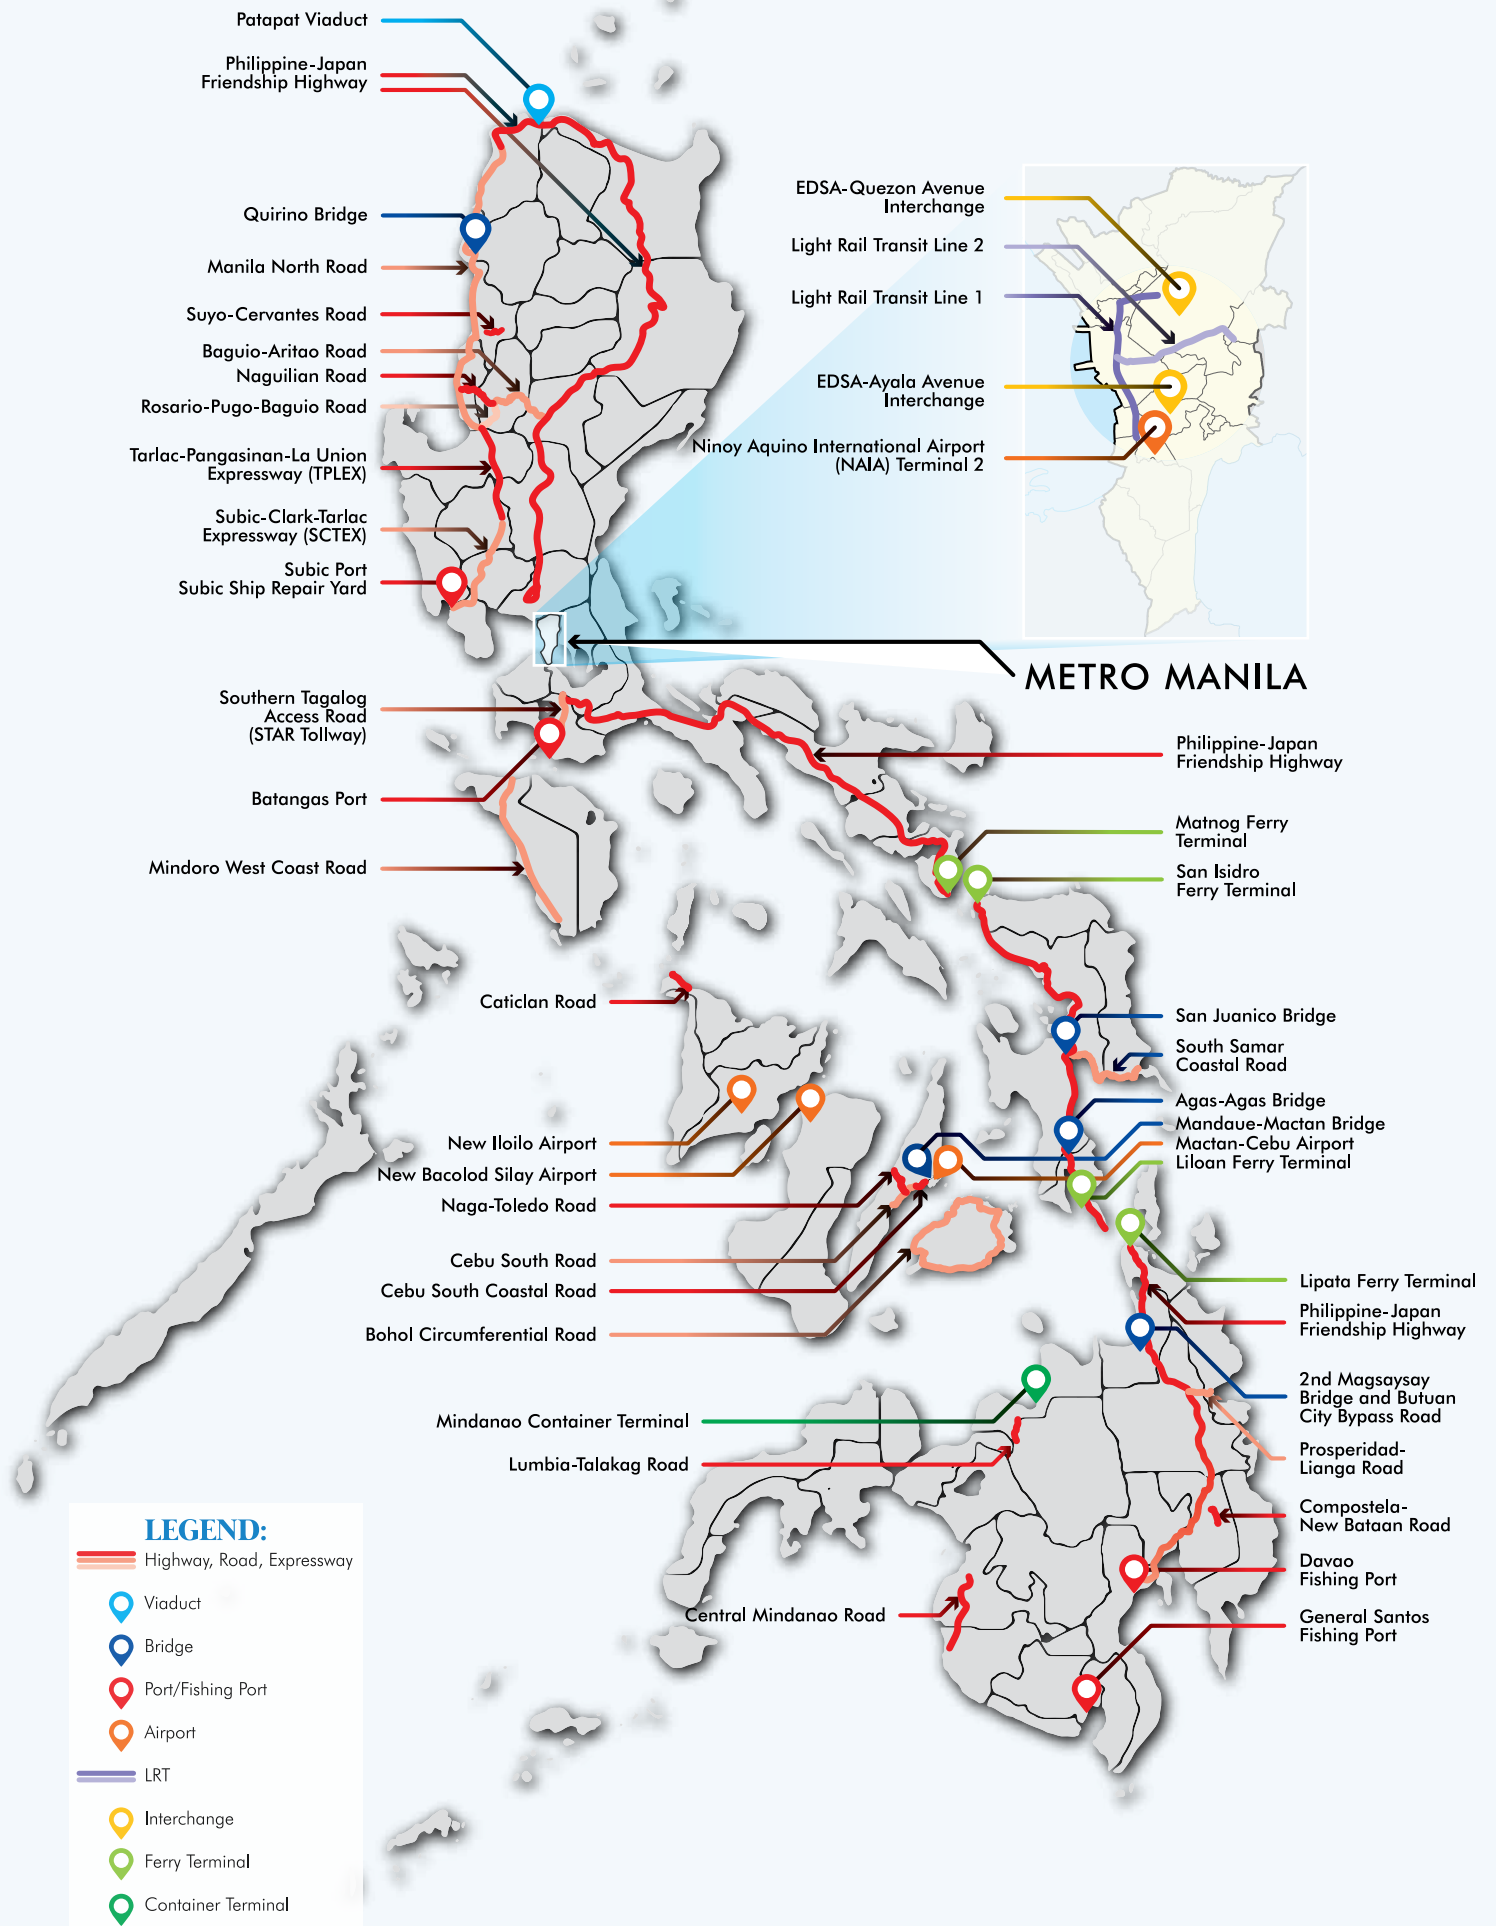 Patapat Viaduct
Philippine-Japan
Friendship Highway
Quirino Bridge
Manila North Road
Suyo-Cervantes Road
Baguio-Aritao Road
Naguilian Road
Rosario-Pugo-Baguio Road
Tarlac-Pangasinan-La Union
Expressway (TPLEX)
Subic-Clark-Tarlac
Expressway (SCTEX)
Subic Port
Subic Ship Repair Yard
EDSA-Quezon Avenue
Interchange
Light Rail Transit Line 2
Light Rail Transit Line 1
EDSA-Ayala Avenue
Interchange
Ninoy Aquino International Airport
(NAIA) Terminal 2
METRO MANILA
Southern Tagalog
Access Road
(STAR Tollway)
Batangas Port
Mindoro West Coast Road
Philippine-Japan
Friendship Highway
Matnog Ferry
Terminal
San Isidro
Ferry Terminal
Caticlan Road
New Iloilo Airport
New Bacolod Silay Airport
Naga-Toledo Road
Cebu South Road
Cebu South Coastal Road
Bohol Circumferential Road
San Juanico Bridge
South Samar
Coastal Road
Agas-Agas Bridge
Mandaue-Mactan Bridge
Mactan-Cebu Airport
Liloan Ferry Terminal
Lipata Ferry Terminal
Philippine-Japan
Friendship Highway
2nd Magsaysay
Bridge and Butuan
City Bypass Road
Prosperidad-
Lianga Road
Compostela-
New Bataan Road
Davao
Fishing Port
General Santos
Fishing Port
Mindanao Container Terminal
Lumbia-Talakag Road
Central Mindanao Road
LEGEND:
Highway, Road, Expressway
Viaduct
Bridge
Port/Fishing Port
Airport
LRT
Interchange
Ferry Terminal
Container Terminal